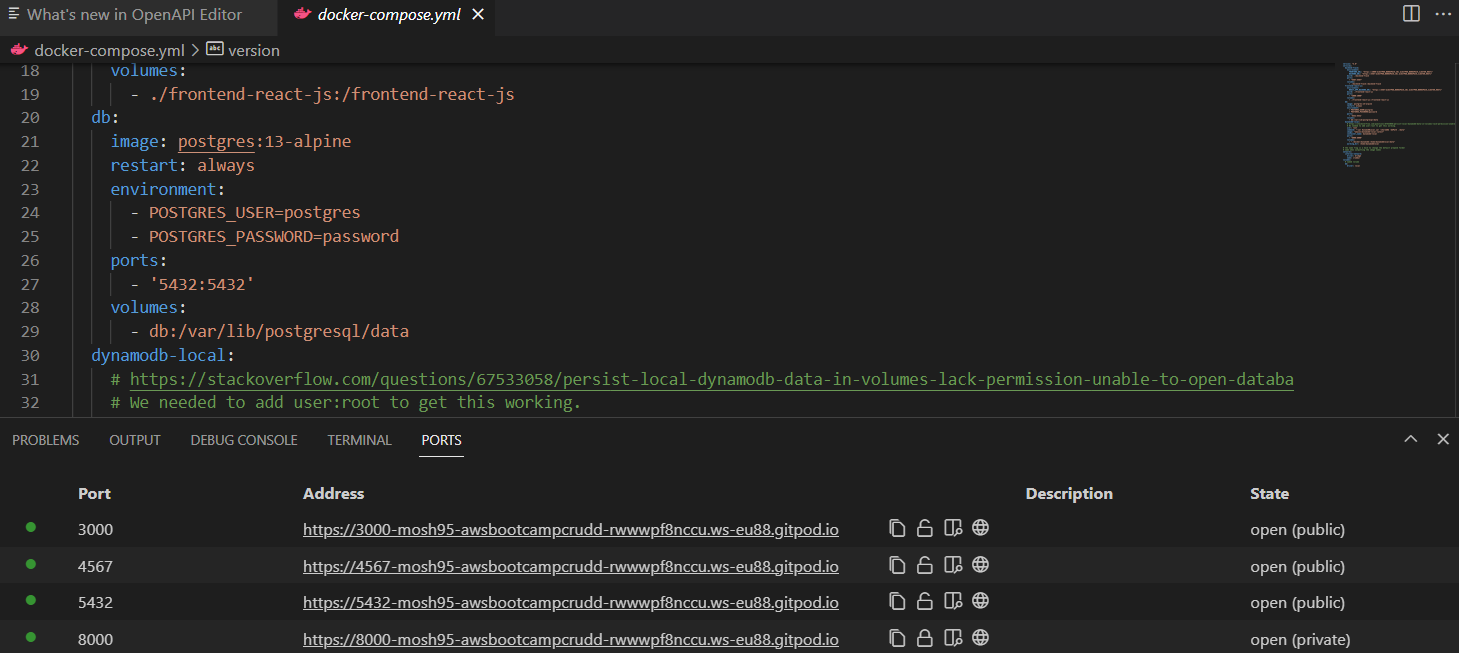 What's new in OpenAPI Editor
docker-compose.yml
docker-compose.yml > abc version
18 volumes:
19 - ./frontend-react-js:/frontend-react-js
20 db:
21 image: postgres:13-alpine
22 restart: always
23 environment:
24 - POSTGRES_USER=postgres
25 - POSTGRES_PASSWORD=password
26 ports:
27 - '5432:5432'
28 volumes:
29 - db:/var/lib/postgresql/data
30 dynamodb-local:
31 # https://stackoverflow.com/questions/67533058/persist-local-dynamodb-data-in-volumes-lack-permission-unable-to-open-databa
32 # We needed to add user:root to get this working.
PROBLEMS OUTPUT DEBUG CONSOLE TERMINAL PORTS
Port Address Description State
3000 https://3000-mosh95-awsbootcampcrudd-rwwwpf8nccu.ws-eu88.gitpod.io open (public)
4567 https://4567-mosh95-awsbootcampcrudd-rwwwpf8nccu.ws-eu88.gitpod.io open (public)
5432 https://5432-mosh95-awsbootcampcrudd-rwwwpf8nccu.ws-eu88.gitpod.io open (public)
8000 https://8000-mosh95-awsbootcampcrudd-rwwwpf8nccu.ws-eu88.gitpod.io open (private)